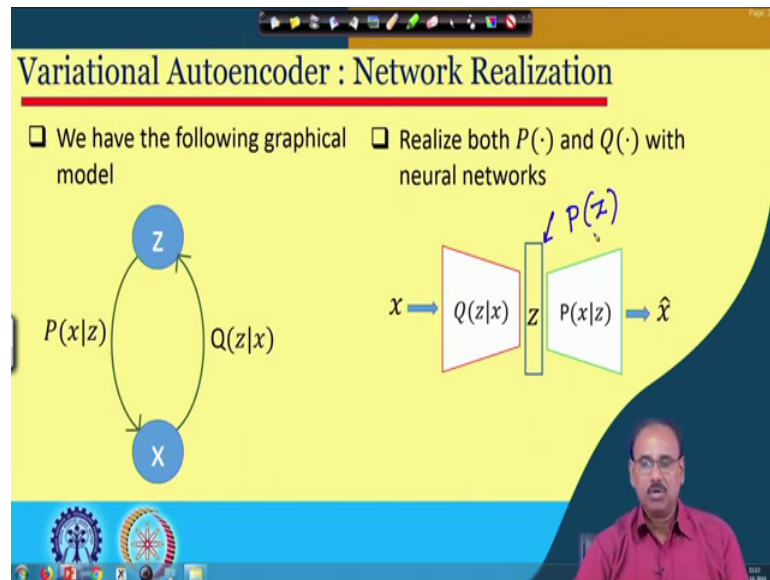 Variational Autoencoder : Network Realization
❑ We have the following graphical
model
❑ Realize both P(·) and Q(·) with
neural networks
Z
P(x|z)
Q(z|x)
X
P(z)
x
Q(z|x)
Z
P(x|z)
x̂